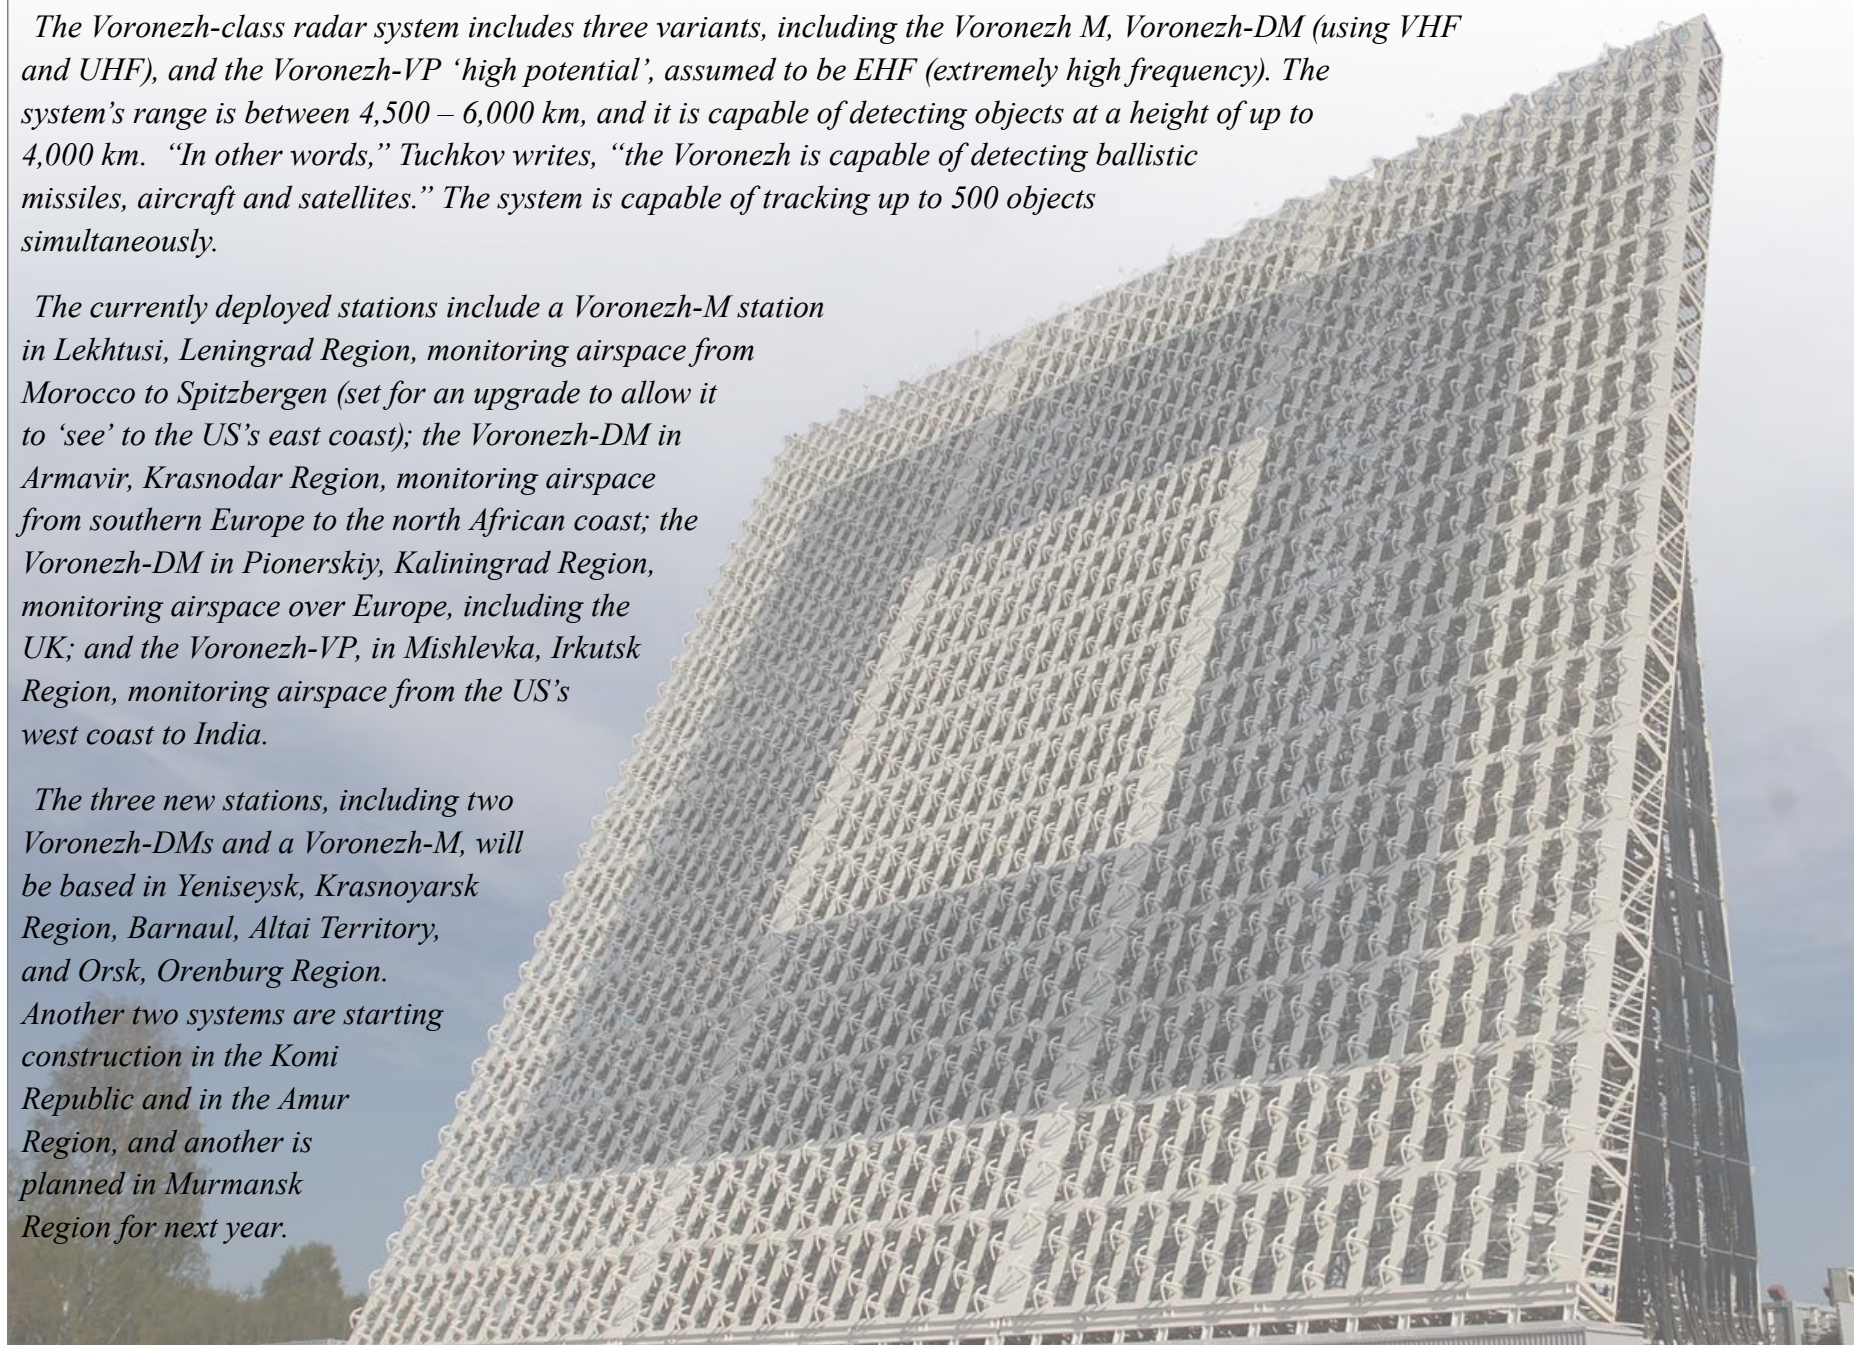 The Voronezh-class radar system includes three variants, including the Voronezh M, Voronezh-DM (using VHF
and UHF), and the Voronezh-VP ‘high potential’, assumed to be EHF (extremely high frequency). The
system’s range is between 4,500 – 6,000 km, and it is capable of detecting objects at a height of up to
4,000 km.  “In other words,” Tuchkov writes, “the Voronezh is capable of detecting ballistic
missiles, aircraft and satellites.” The system is capable of tracking up to 500 objects
simultaneously.
The currently deployed stations include a Voronezh-M station
in Lekhtusi, Leningrad Region, monitoring airspace from
Morocco to Spitzbergen (set for an upgrade to allow it
to ‘see’ to the US’s east coast); the Voronezh-DM in
Armavir, Krasnodar Region, monitoring airspace
from southern Europe to the north African coast; the
Voronezh-DM in Pionerskiy, Kaliningrad Region,
monitoring airspace over Europe, including the
UK; and the Voronezh-VP, in Mishlevka, Irkutsk
Region, monitoring airspace from the US’s
west coast to India.
The three new stations, including two
Voronezh-DMs and a Voronezh-M, will
be based in Yeniseysk, Krasnoyarsk
Region, Barnaul, Altai Territory,
and Orsk, Orenburg Region.
Another two systems are starting
construction in the Komi
Republic and in the Amur
Region, and another is
planned in Murmansk
Region for next year.